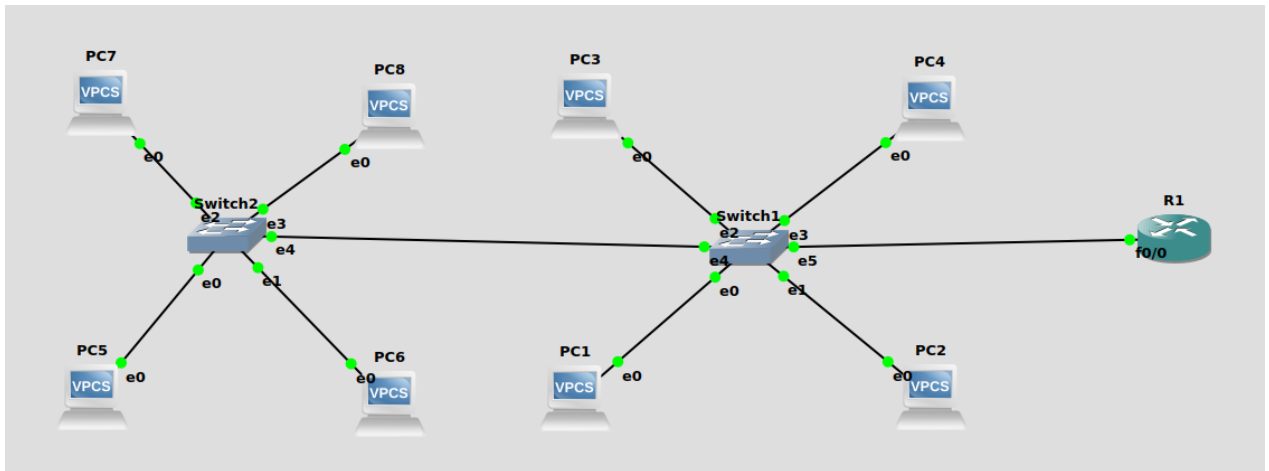 PC7
VPCS
e0
PC8
VPCS
e0
PC3
VPCS
e0
PC4
VPCS
e0
Switch2
e2
e3
e4
e0
e1
Switch1
e2
e3
e4
e5
e0
e1
R1
f0/0
PC5
VPCS
e0
PC6
VPCS
e0
PC1
VPCS
e0
PC2
VPCS
e0